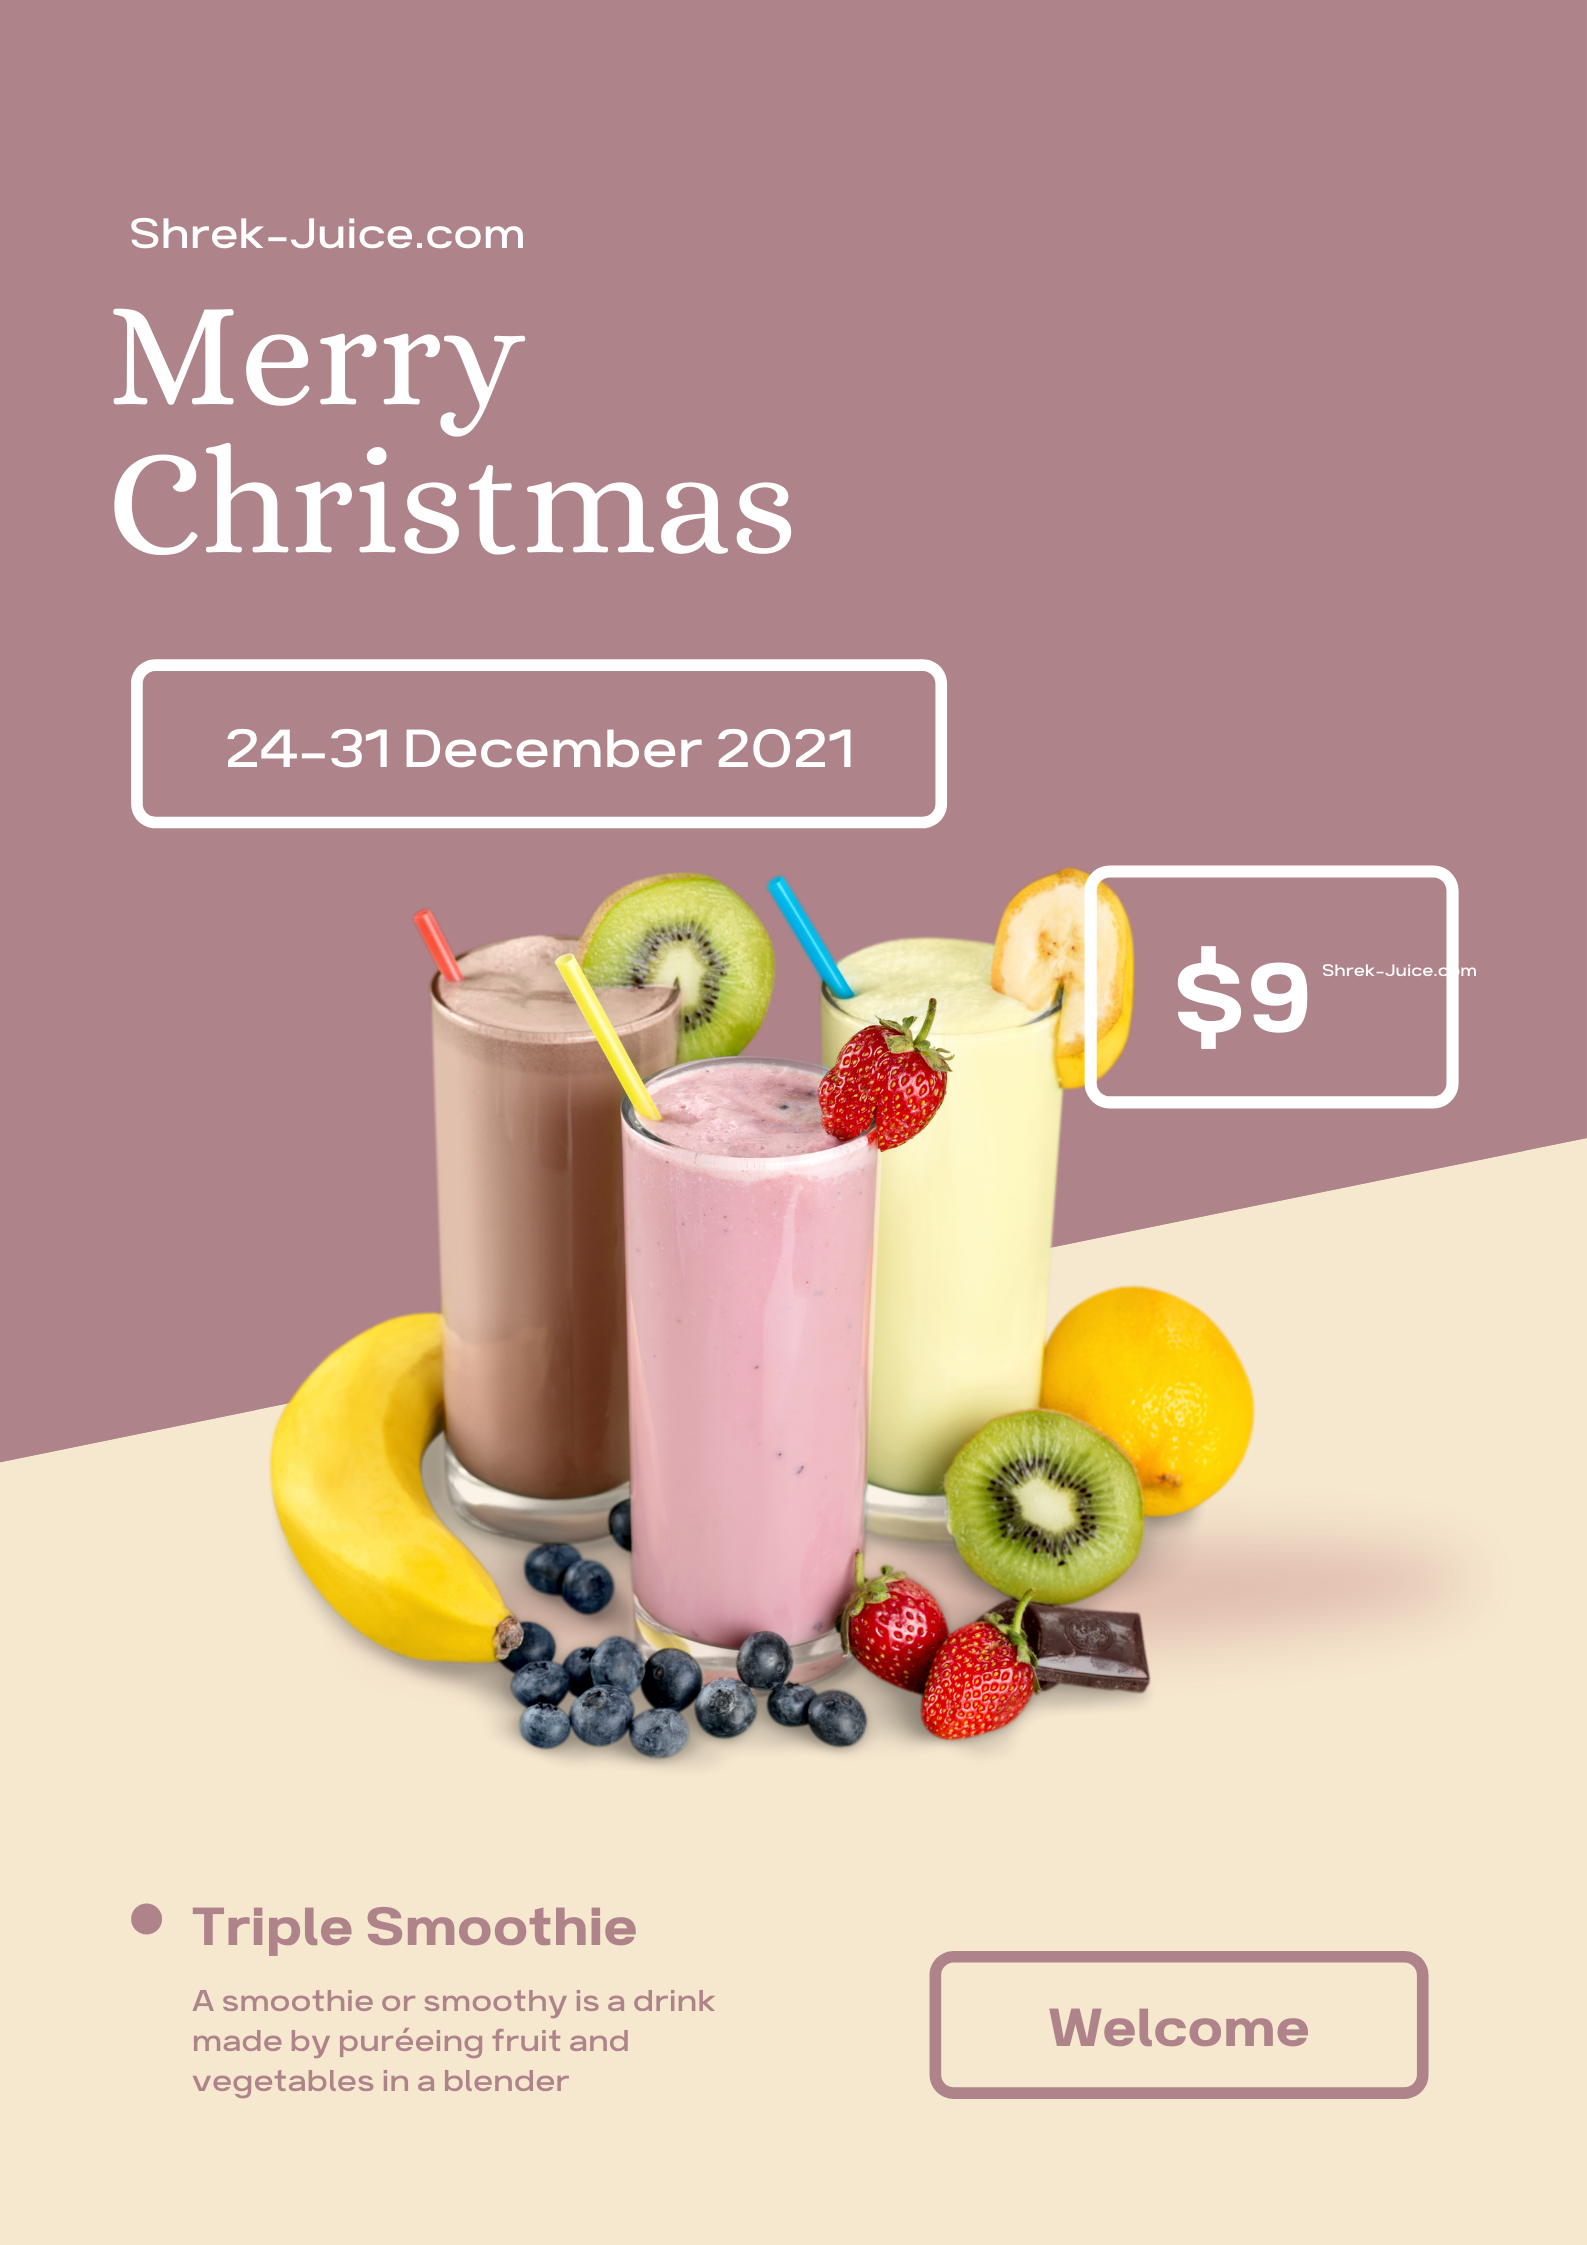 Shrek-Juice.com
Merry
Christmas
24-31 December 2021
$9
Shrek-Juice.com
Triple Smoothie
A smoothie or smoothy is a drink
made by puréeing fruit and
vegetables in a blender
Welcome